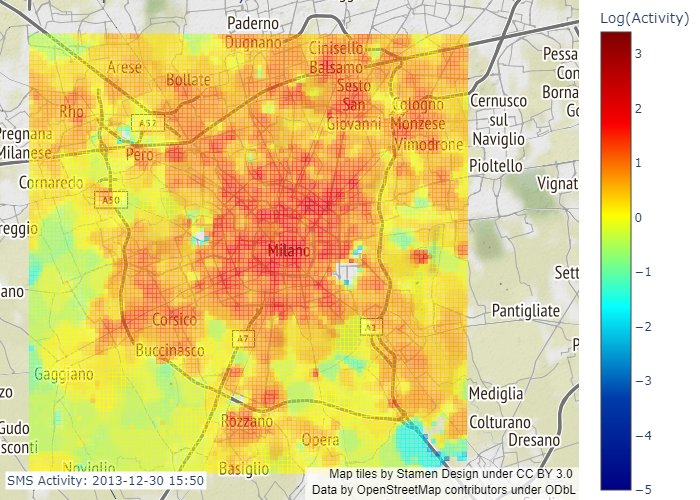 Log(Activity)
3
2
1
0
−1
−2
−3
−4
−5
Paderno
Dugnano
Cinisello
Balsamo
Arese
Bollate
Sesto
San
Giovanni
Cologno
Monzese
Vimodrone
Cernusco
sul
Naviglio
Pioltello
Pessa
Con
Borna
Go
Vignat
Rho
A52
Pregnana
Milanese
Pero
Cornaredo
A50
reggio
Milano
Sett
ano
Pantigliate
Corsico
A7
Buccinasco
Gaggiano
Mediglia
Colturano
Dresano
zo
Gudo
sconti
Rozzano
Opera
Noviglio
Basiglio
SMS Activity: 2013-12-30 15:50
Map tiles by Stamen Design under CC BY 3.0
Data by OpenStreetMap contributors under ODbL